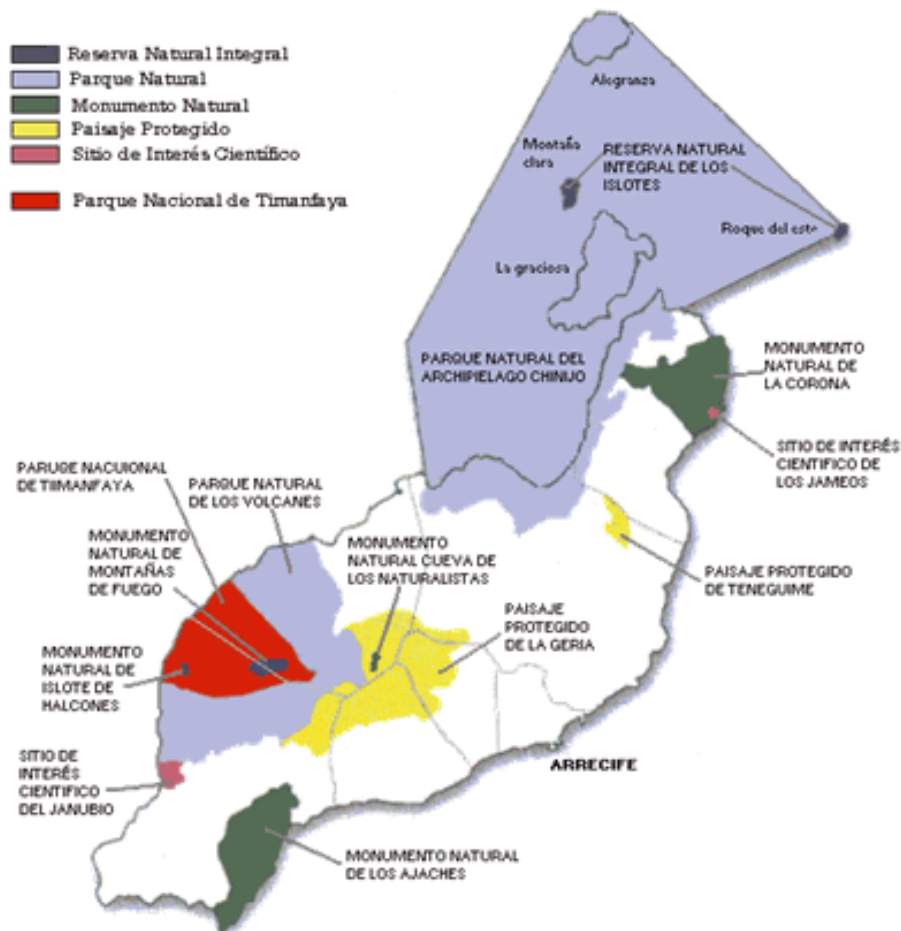 Reserva Natural Integral
Parque Natural
Monumento Natural
Paisaje Protegido
Sitio de Interés Científico
Parque Nacional de Timanfaya
Alegranza
Montaña
clara
RESERVA NATURAL
INTEGRAL DE LOS
ISLOTES
Roque del este
La graciosa
PARQUE NATURAL DEL
ARCHIPIELAGO CHINIJO
MONUMENTO
NATURAL DE
LA CORONA
SITIO DE INTERÉS
CIENTIFICO DE
LOS JAMEOS
PARUQE NACUIONAL
DE TIIMANFAYA
PARQUE NATURAL
DE LOS VOLCANES
MONUMENTO
NATURAL DE
MONTAÑAS
DE FUEGO
MONUMENTO
NATURAL CUEVA DE
LOS NATURALISTAS
PAISAJE PROTEGIDO
DE TENEGUIME
PAISAJE
PROTEGIDO
DE LA GERIA
MONUMENTO
NATURAL DE
ISLOTE DE
HALCONES
SITIO DE
INTERÉS
CIENTIFICO
DEL JANUBIO
ARRECIFE
MONUMENTO NATURAL
DE LOS AJACHES